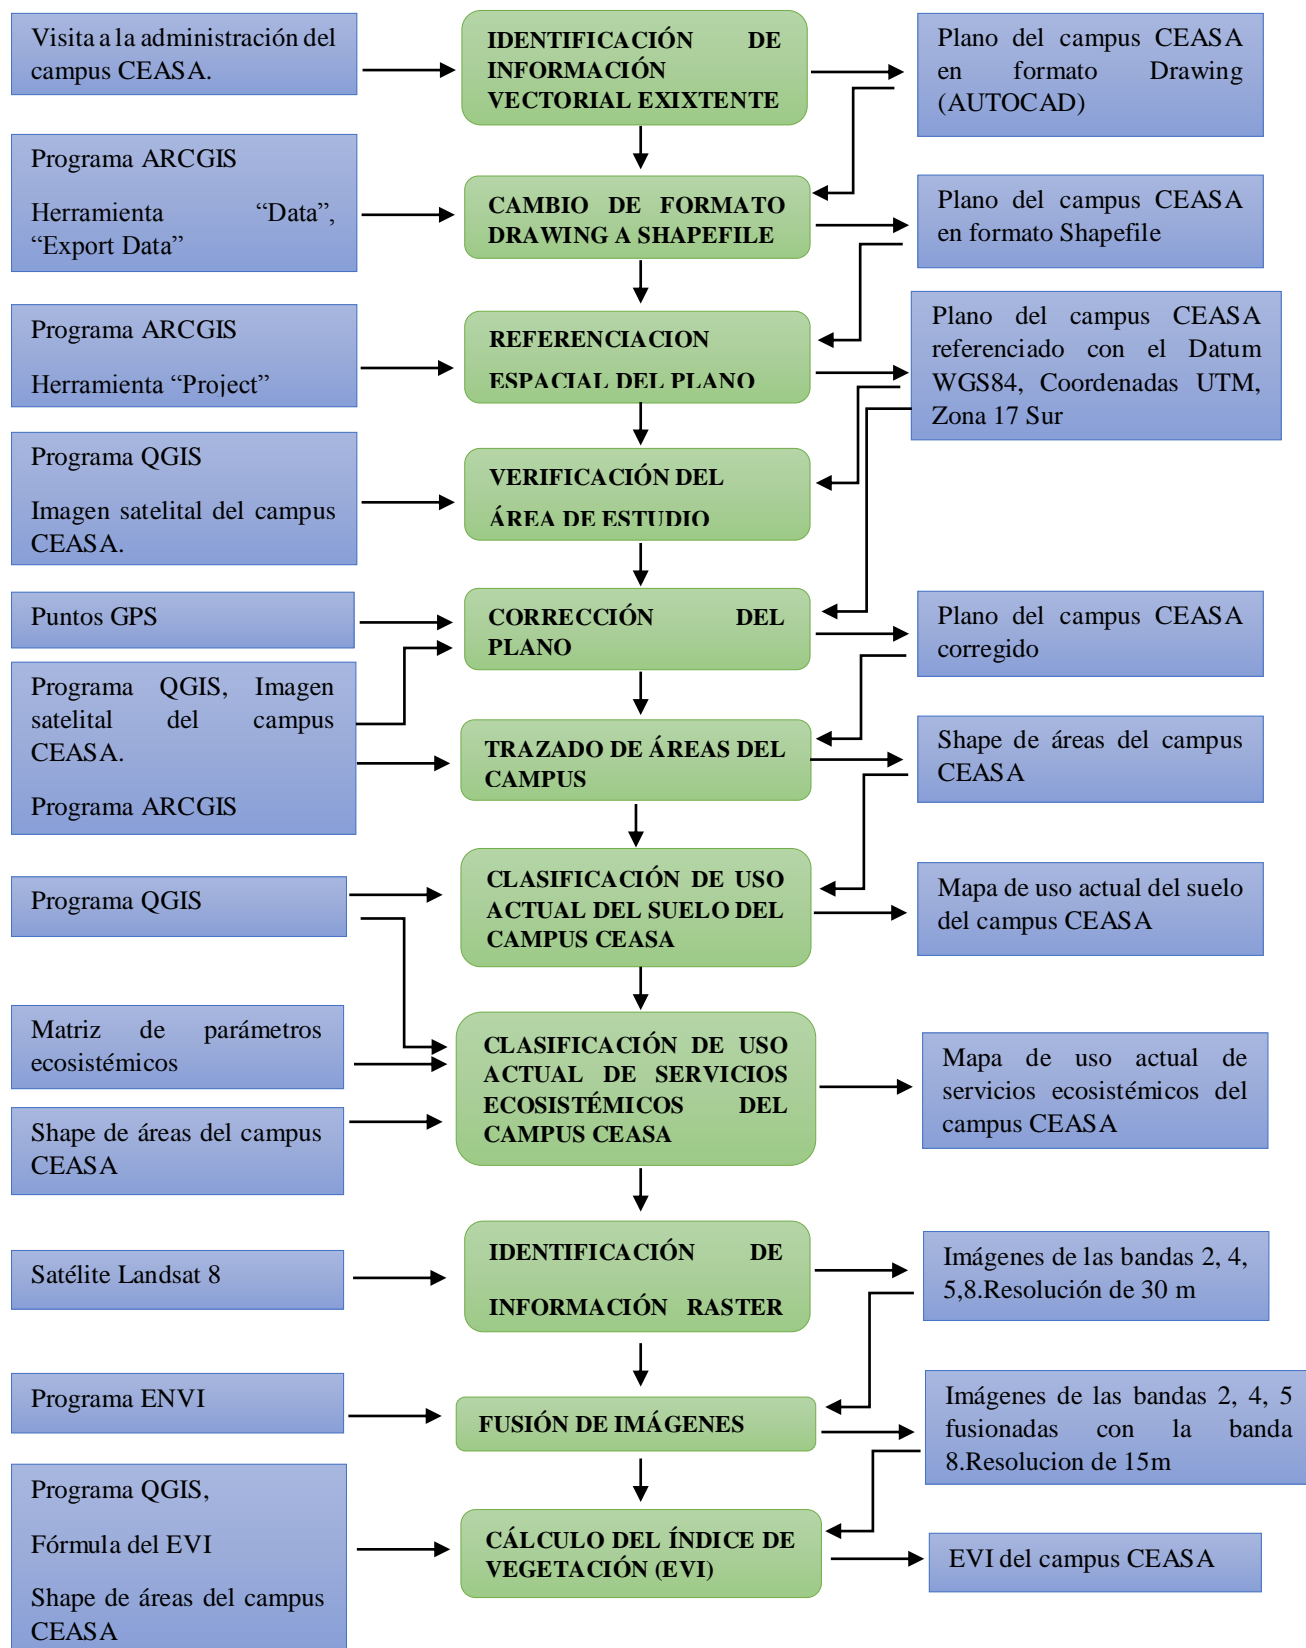 Visita a la administración del
campus CEASA.
IDENTIFICACIÓN DE
INFORMACIÓN
VECTORIAL EXIXTENTE
Plano del campus CEASA
en formato Drawing
(AUTOCAD)
Programa ARCGIS
Herramienta “Data”,
“Export Data”
CAMBIO DE FORMATO
DRAWING A SHAPEFILE
Plano del campus CEASA
en formato Shapefile
Programa ARCGIS
Herramienta “Project”
REFERENCIACION
ESPACIAL DEL PLANO
Plano del campus CEASA
referenciado con el Datum
WGS84, Coordenadas UTM,
Zona 17 Sur
Programa QGIS
Imagen satelital del campus
CEASA.
VERIFICACIÓN DEL
ÁREA DE ESTUDIO
Puntos GPS
CORRECCIÓN DEL
PLANO
Plano del campus CEASA
corregido
Programa QGIS, Imagen
satelital del campus
CEASA.
Programa ARCGIS
TRAZADO DE ÁREAS DEL
CAMPUS
Shape de áreas del campus
CEASA
Programa QGIS
CLASIFICACIÓN DE USO
ACTUAL DEL SUELO DEL
CAMPUS CEASA
Mapa de uso actual del suelo
del campus CEASA
Matriz de parámetros
ecosistémicos
Shape de áreas del campus
CEASA
CLASIFICACIÓN DE USO
ACTUAL DE SERVICIOS
ECOSISTÉMICOS DEL
CAMPUS CEASA
Mapa de uso actual de
servicios ecosistémicos del
campus CEASA
Satélite Landsat 8
IDENTIFICACIÓN DE
INFORMACIÓN RASTER
Imágenes de las bandas 2, 4,
5,8.Resolución de 30 m
Programa ENVI
FUSIÓN DE IMÁGENES
Imágenes de las bandas 2, 4, 5
fusionadas con la banda
8.Resolucion de 15m
Programa QGIS,
Fórmula del EVI
Shape de áreas del campus
CEASA
CÁLCULO DEL ÍNDICE DE
VEGETACIÓN (EVI)
EVI del campus CEASA